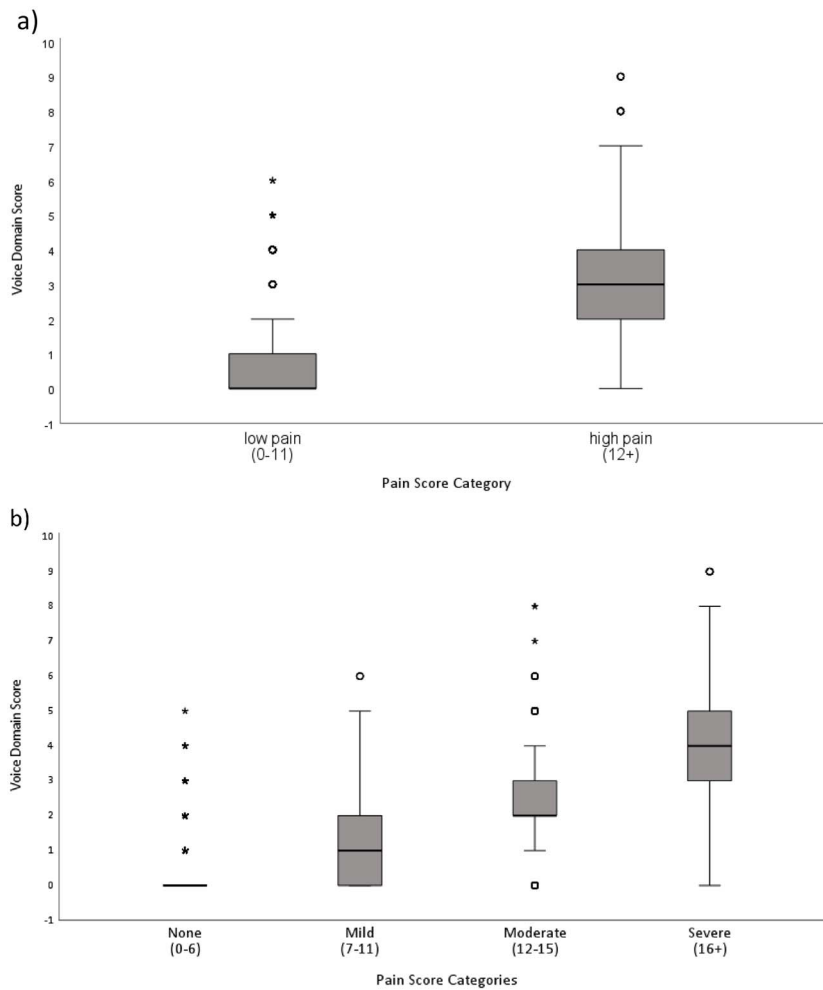 a)
10
9
8
7
6
5
4
3
2
1
0
-1
Voice Domain Score
low pain
(0-11)
high pain
(12+)
Pain Score Category
b)
10
9
8
7
6
5
4
3
2
1
0
-1
Voice Domain Score
None
(0-6)
Mild
(7-11)
Moderate
(12-15)
Severe
(16+)
Pain Score Categories